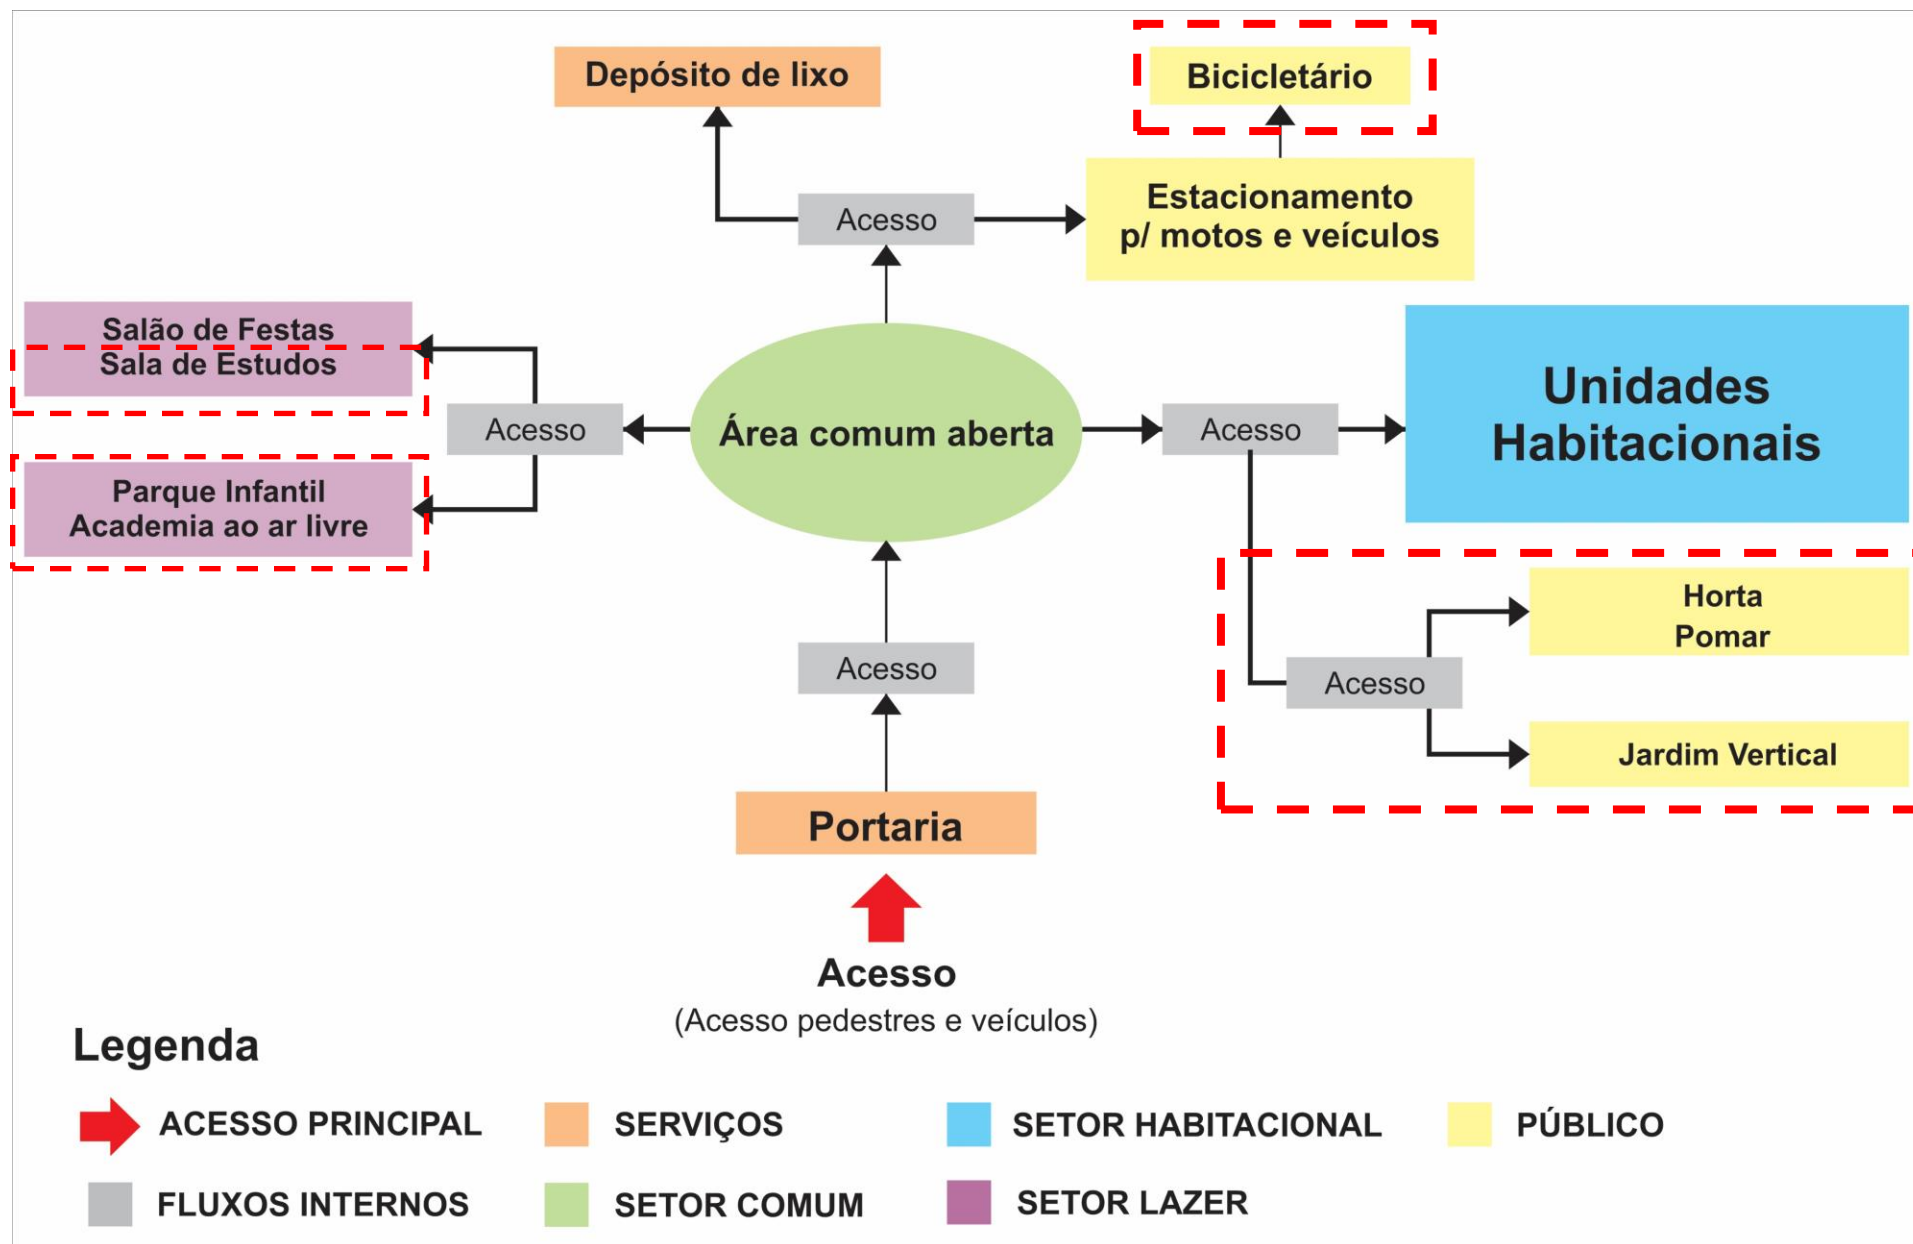 Depósito de lixo
Bicicletário
Acesso
Estacionamento
p/ motos e veículos
Salão de Festas
Sala de Estudos
Acesso
Área comum aberta
Acesso
Unidades
Habitacionais
Parque Infantil
Academia ao ar livre
Horta
Pomar
Acesso
Acesso
Jardim Vertical
Portaria
Acesso
(Acesso pedestres e veículos)
Legenda
ACESSO PRINCIPAL
SERVIÇOS
SETOR HABITACIONAL
PÚBLICO
FLUXOS INTERNOS
SETOR COMUM
SETOR LAZER